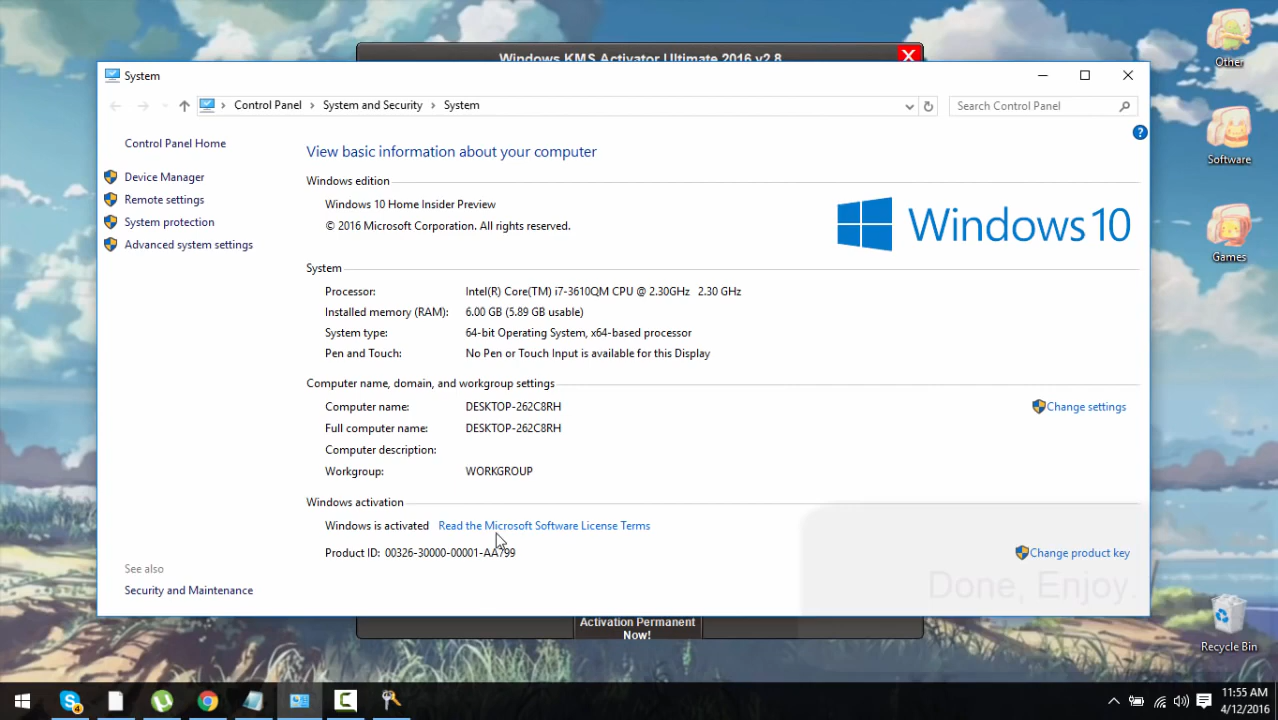 Windows KMS Activator Ultimate 2016 v2.8
X
Other
System
Control Panel > System and Security > System
Search Control Panel
Control Panel Home
?
View basic information about your computer
Device Manager
Windows edition
Remote settings
Windows 10 Home Insider Preview
Software
System protection
© 2016 Microsoft Corporation. All rights reserved.
Windows 10
Advanced system settings
Games
System
Processor: Intel(R) Core(TM) i7-3610QM CPU @ 2.30GHz 2.30 GHz
Installed memory (RAM): 6.00 GB (5.89 GB usable)
System type: 64-bit Operating System, x64-based processor
Pen and Touch: No Pen or Touch Input is available for this Display
Computer name, domain, and workgroup settings
Computer name: DESKTOP-262C8RH
Change settings
Full computer name: DESKTOP-262C8RH
Computer description:
Workgroup: WORKGROUP
Windows activation
Windows is activated Read the Microsoft Software License Terms
Product ID: 00326-30000-00001-AA799
Change product key
See also
Security and Maintenance
Done, Enjoy.
Activation Permanent
Now!
Recycle Bin
4
11:55 AM
4/12/2016